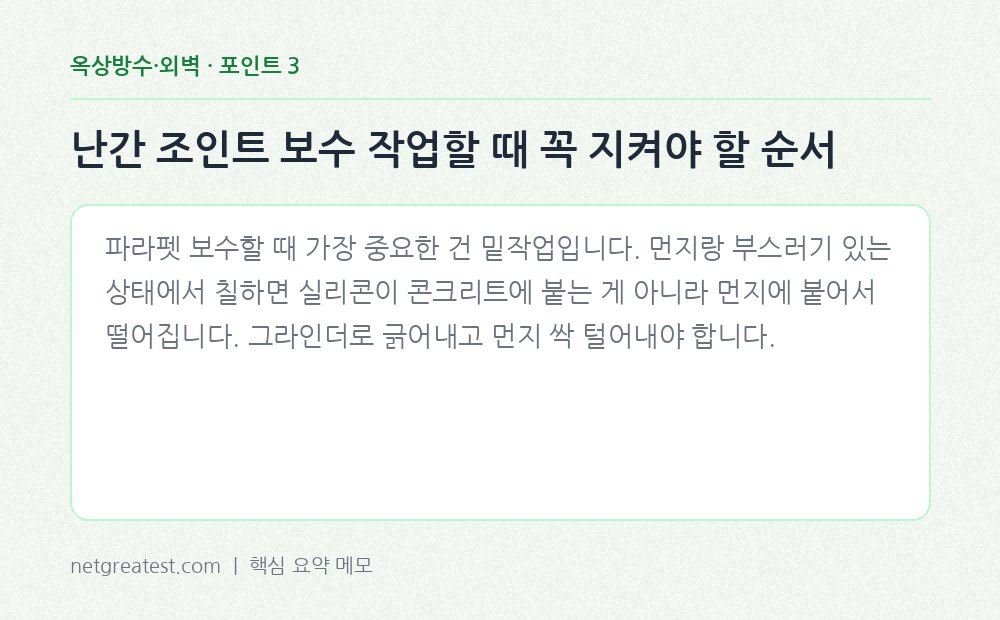 옥상방수·외벽 · 포인트 3
난간 조인트 보수 작업할 때 꼭 지켜야 할 순서
파라펫 보수할 때 가장 중요한 건 밑작업입니다. 먼지랑 부스러기 있는
상태에서 칠하면 실리콘이 콘크리트에 붙는 게 아니라 먼지에 붙어서
떨어집니다. 그라인더로 긁어내고 먼지 싹 털어내야 합니다.
netgreatest.com | 핵심 요약 메모